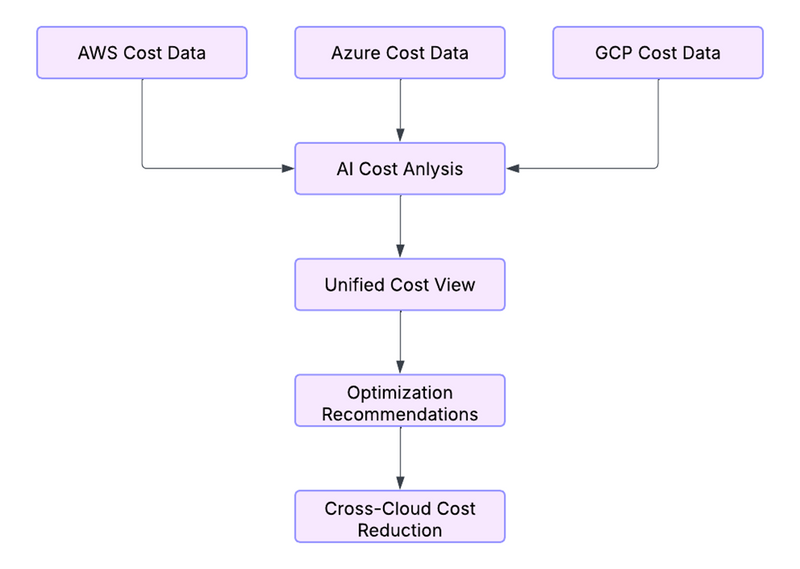 AWS Cost Data
Azure Cost Data
GCP Cost Data
AI Cost Anlysis
Unified Cost View
Optimization
Recommendations
Cross-Cloud Cost
Reduction